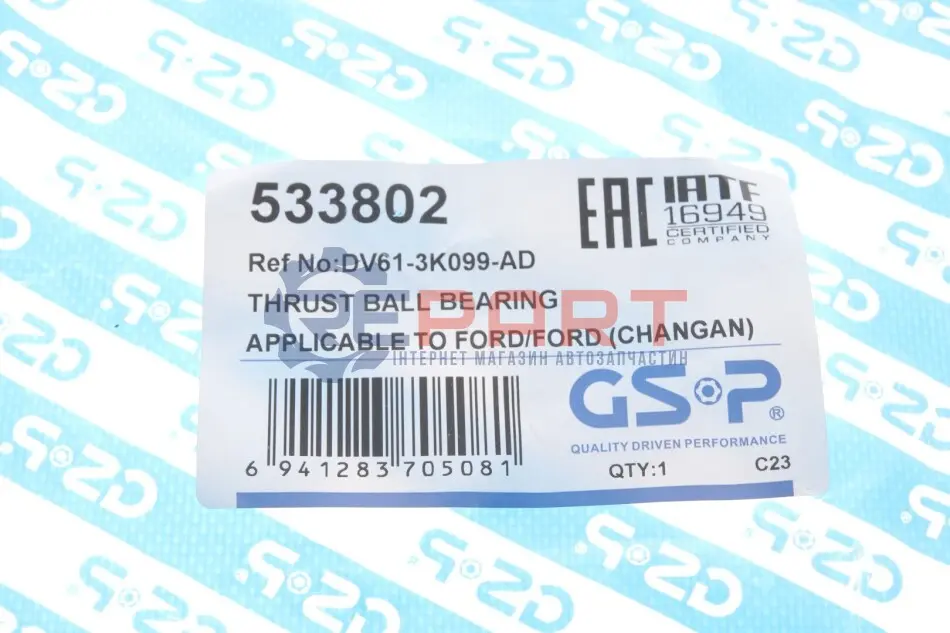 533802
EAC
IATF
16949
CERTIFIED
COMPANY
Ref No:DV61-3K099-AD
THRUST BALL BEARING
APPLICABLE TO FORD/FORD (CHANGAN)
PART
ІНТЕРНЕТ МАГАЗИН АВТОЗАПЧАСТИН
GSP®
QUALITY DRIVEN PERFORMANCE
6 941283 705081
QTY:1
C23